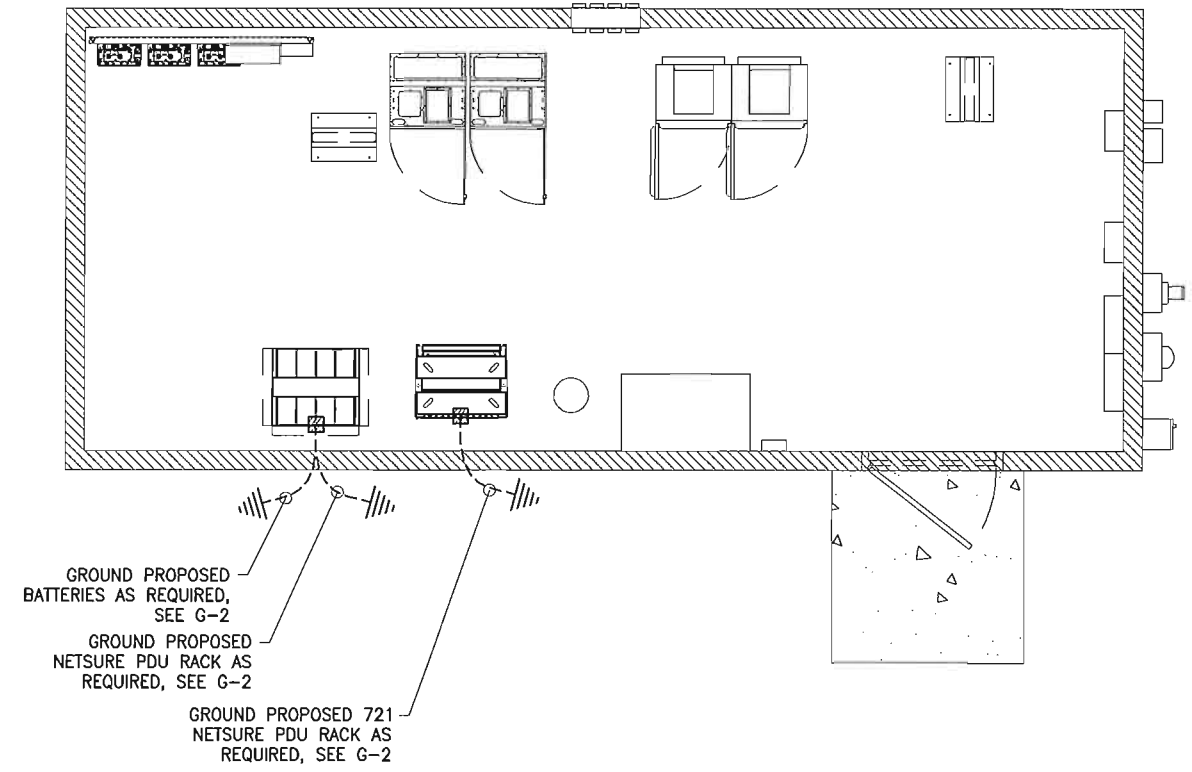 GROUND PROPOSED
BATTERIES AS REQUIRED,
SEE G-2
GROUND PROPOSED
NETSURE PDU RACK AS
REQUIRED, SEE G-2
GROUND PROPOSED 721
NETSURE PDU RACK AS
REQUIRED, SEE G-2